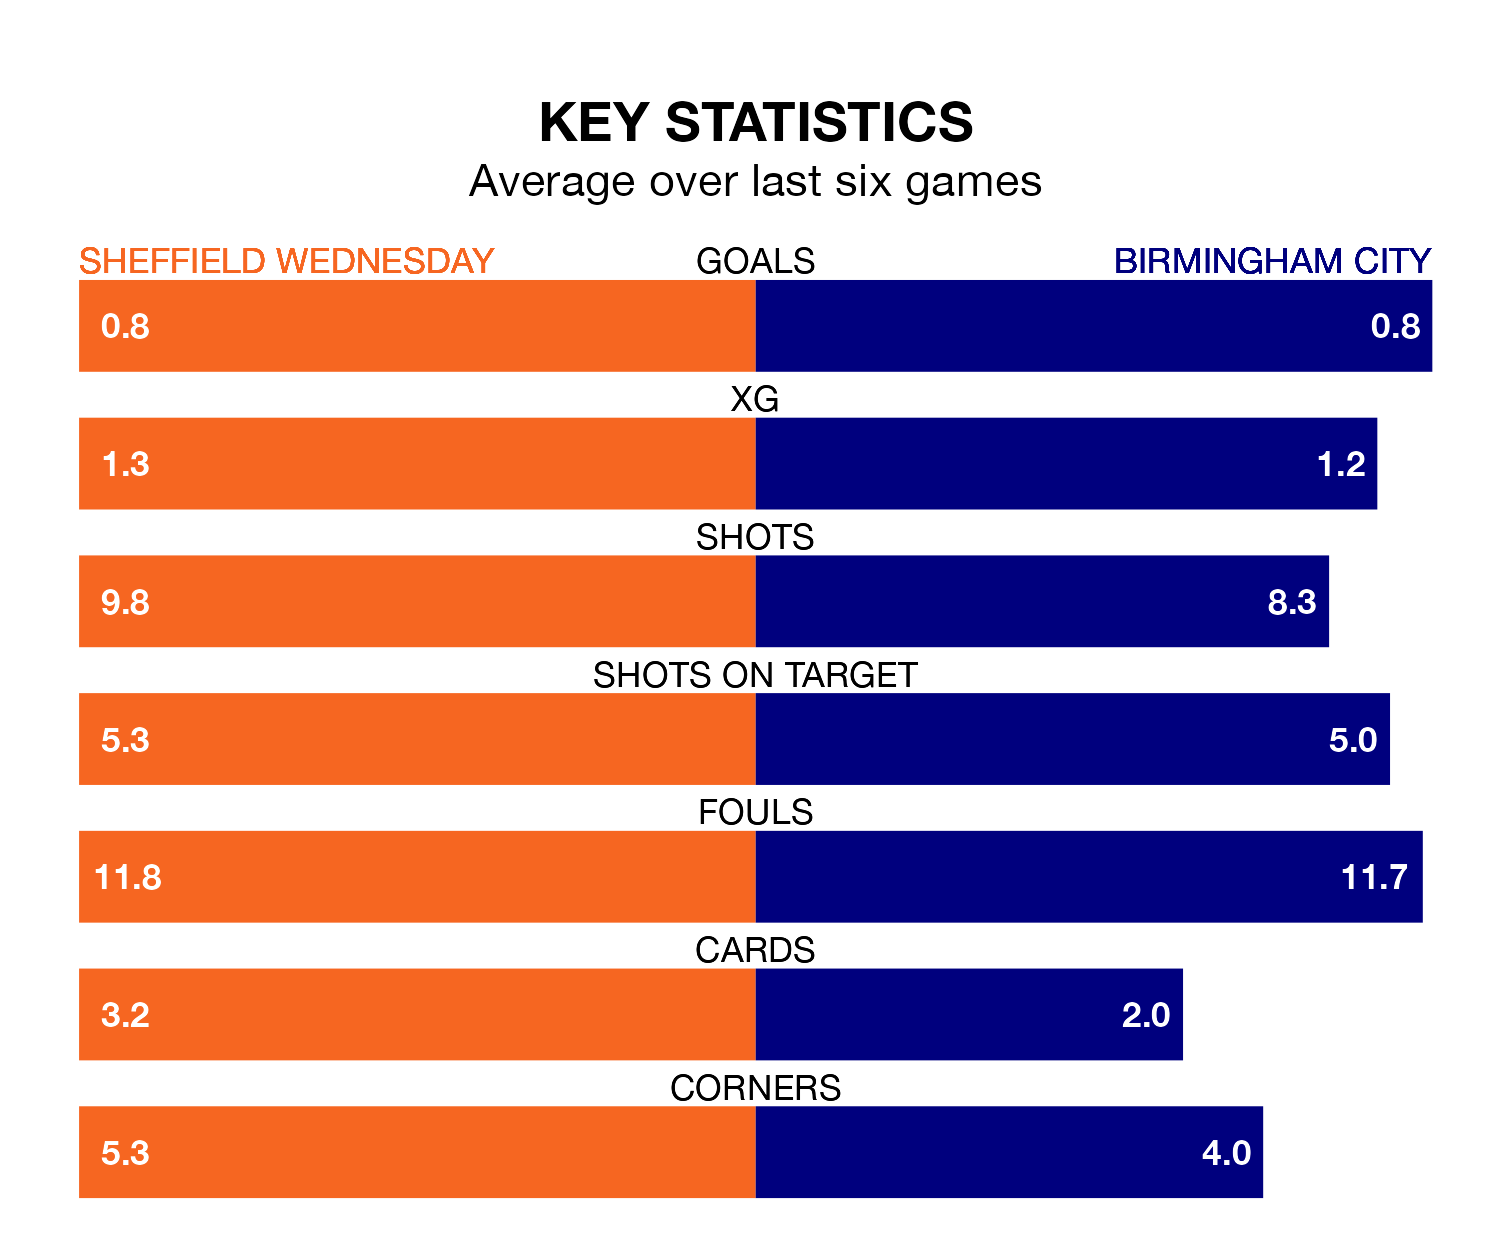 KEY STATISTICS
Average over last six games
SHEFFIELD WEDNESDAY GOALS BIRMINGHAM CITY
0.8 0.8
XG
1.3 1.2
SHOTS
9.8 8.3
SHOTS ON TARGET
5.3 5.0
FOULS
11.8 11.7
CARDS
3.2 2.0
CORNERS
5.3 4.0